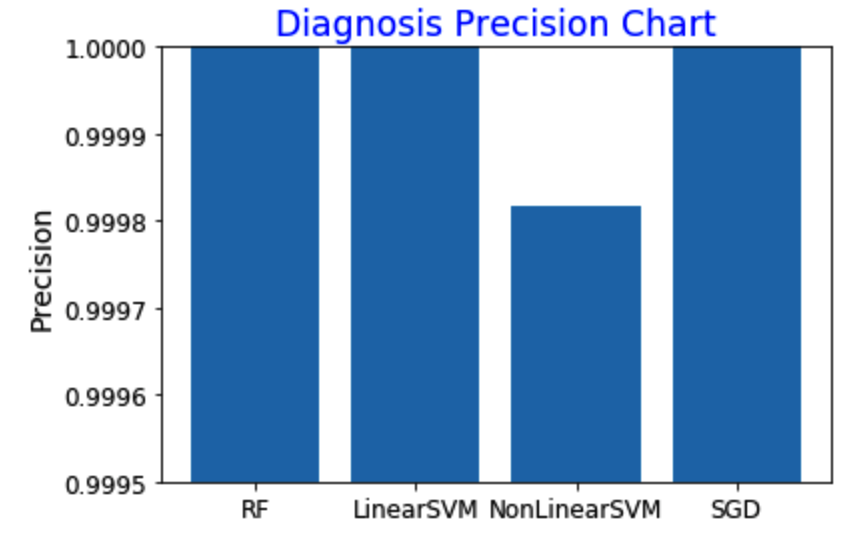 Diagnosis Precision Chart
1.0000
0.9999
0.9998
0.9997
0.9996
0.9995
Precision
RF LinearSVM NonLinearSVM SGD